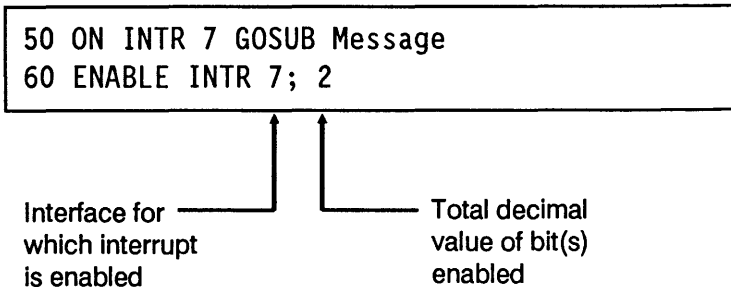 50 ON INTR 7 GOSUB Message
60 ENABLE INTR 7; 2
Interface for
which interrupt
is enabled
Total decimal
value of bit(s)
enabled